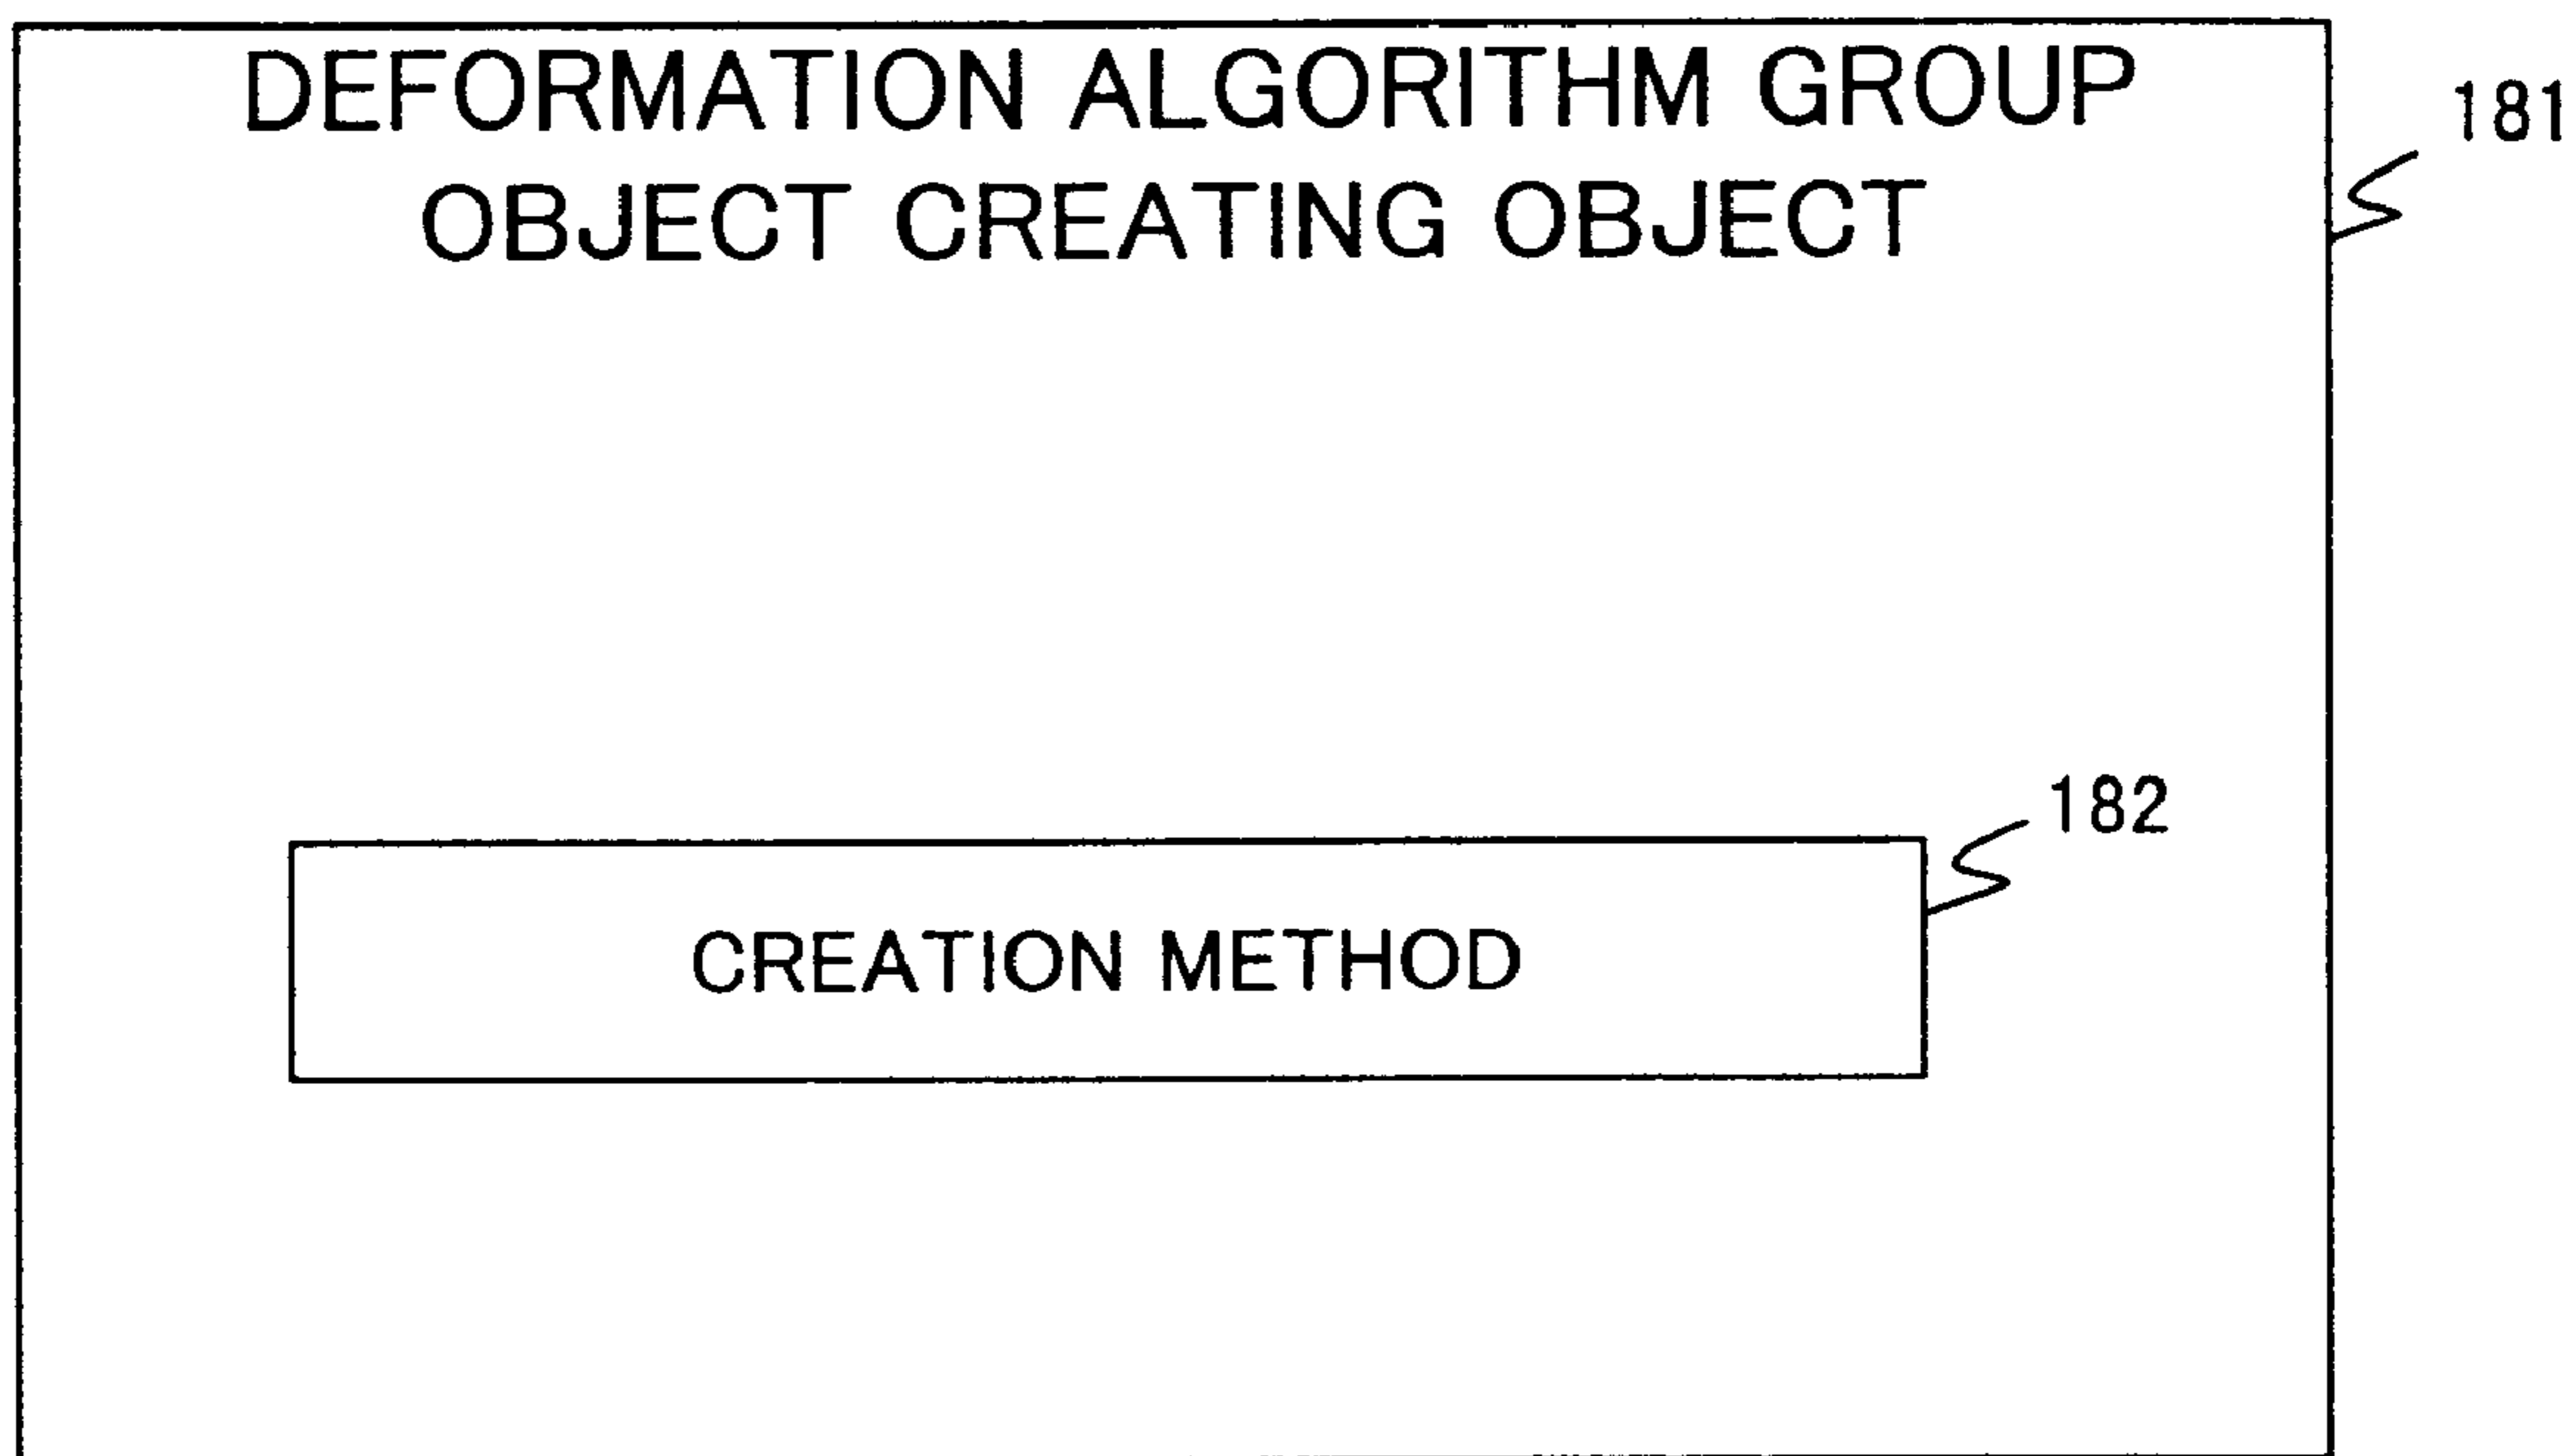 DEFORMATION ALGORITHM GROUP
OBJECT CREATING OBJECT
181
182
CREATION METHOD